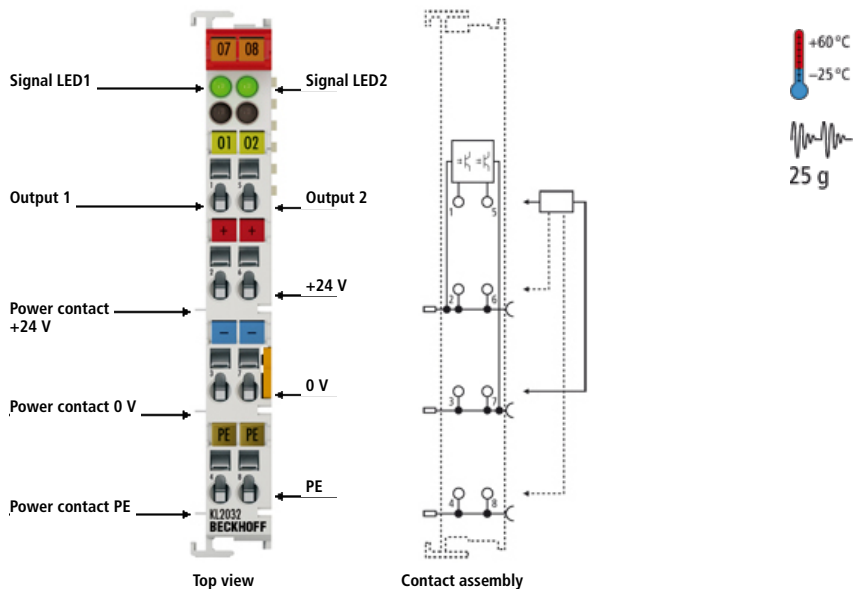 07 08
+60 °C
−25 °C
Signal LED1
Signal LED2
01 02
25 g
1 5
Output 1
Output 2
1 5
+ +
2 6
+24 V
2 6
Power contact
+24 V
− −
3 7
0 V
3 7
Power contact 0 V
PE PE
PE
4 8
4 8
Power contact PE
KL2032
BECKHOFF
Top view
Contact assembly